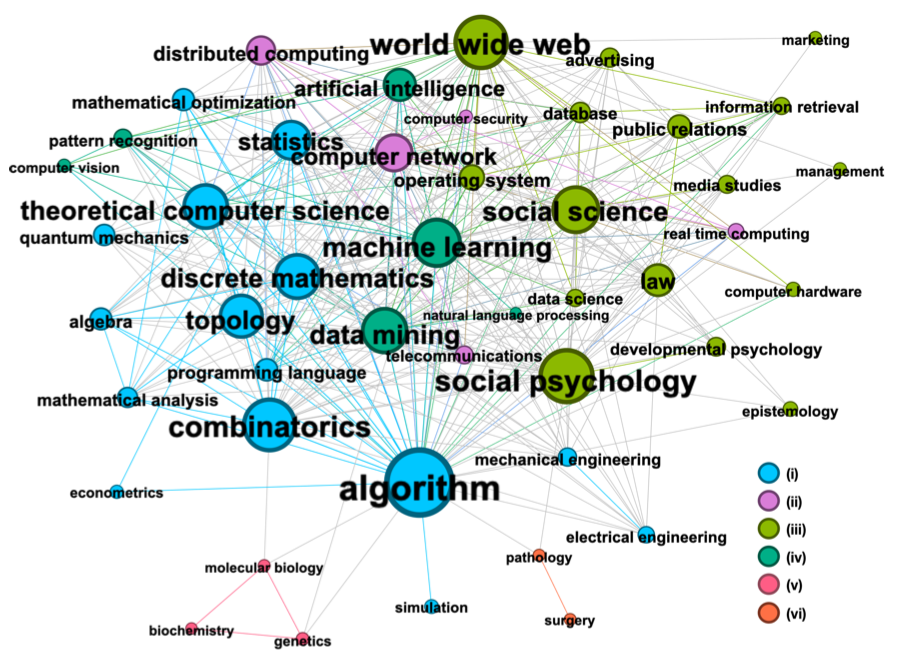 world wide web
marketing
distributed computing
advertising
artificial intelligence
mathematical optimization
information retrieval
database
computer security
public relations
pattern recognition
statistics
computer network
computer vision
management
operating system
media studies
theoretical computer science
social science
real time computing
quantum mechanics
machine learning
discrete mathematics
law
computer hardware
data science
natural language processing
algebra
topology
data mining
developmental psychology
telecommunications
programming language
social psychology
mathematical analysis
epistemology
combinatorics
mechanical engineering
algorithm
econometrics
electrical engineering
pathology
molecular biology
simulation
surgery
biochemistry
genetics
(i)
(ii)
(iii)
(iv)
(v)
(vi)